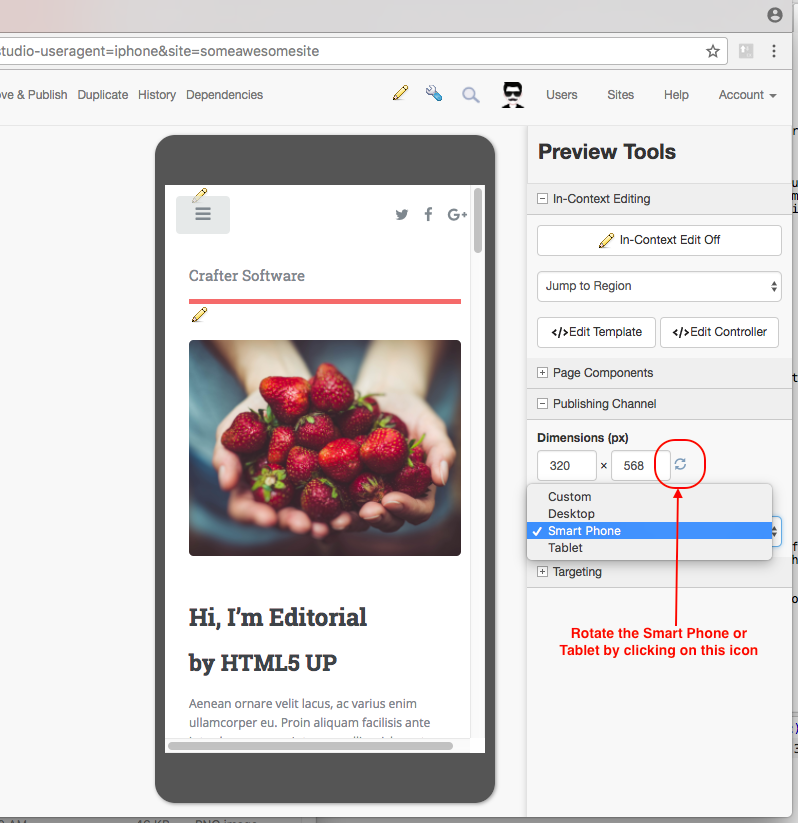 studio-useragent=iphone&site=someawesomesite
& Publish Duplicate History Dependencies Users Sites Help Account
Preview Tools
In-Context Editing
In-Context Edit Off
Jump to Region
</>Edit Template </>Edit Controller
Page Components
Publishing Channel
Dimensions (px)
320 × 568
Custom
Desktop
Smart Phone
Tablet
Targeting
Rotate the Smart Phone or
Tablet by clicking on this icon
G+
Crafter Software
Hi, I'm Editorial
by HTML5 UP
Aenean ornare velit lacus, ac varius enim
ullamcorper eu. Proin aliquam facilisis ante